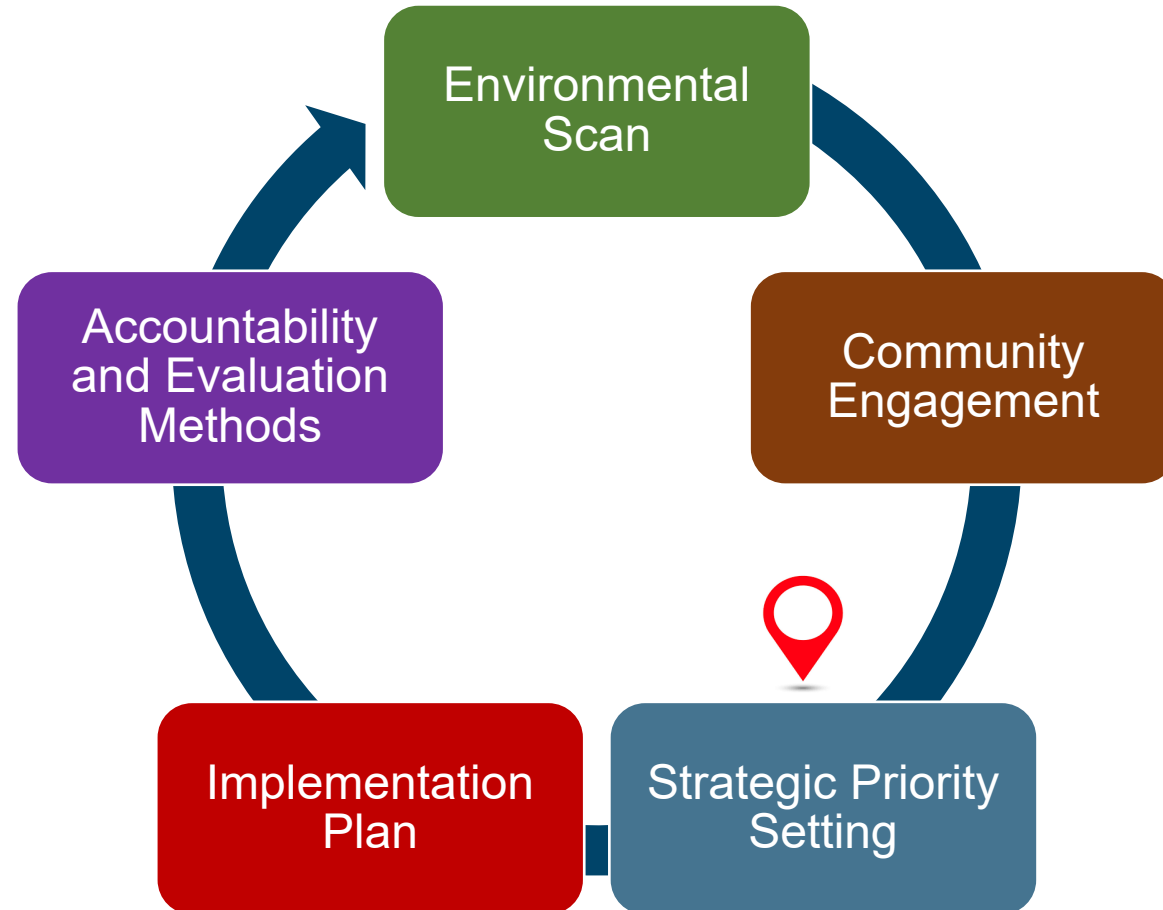 Environmental
Scan
Community
Engagement
Strategic Priority
Setting
Implementation
Plan
Accountability
and Evaluation
Methods